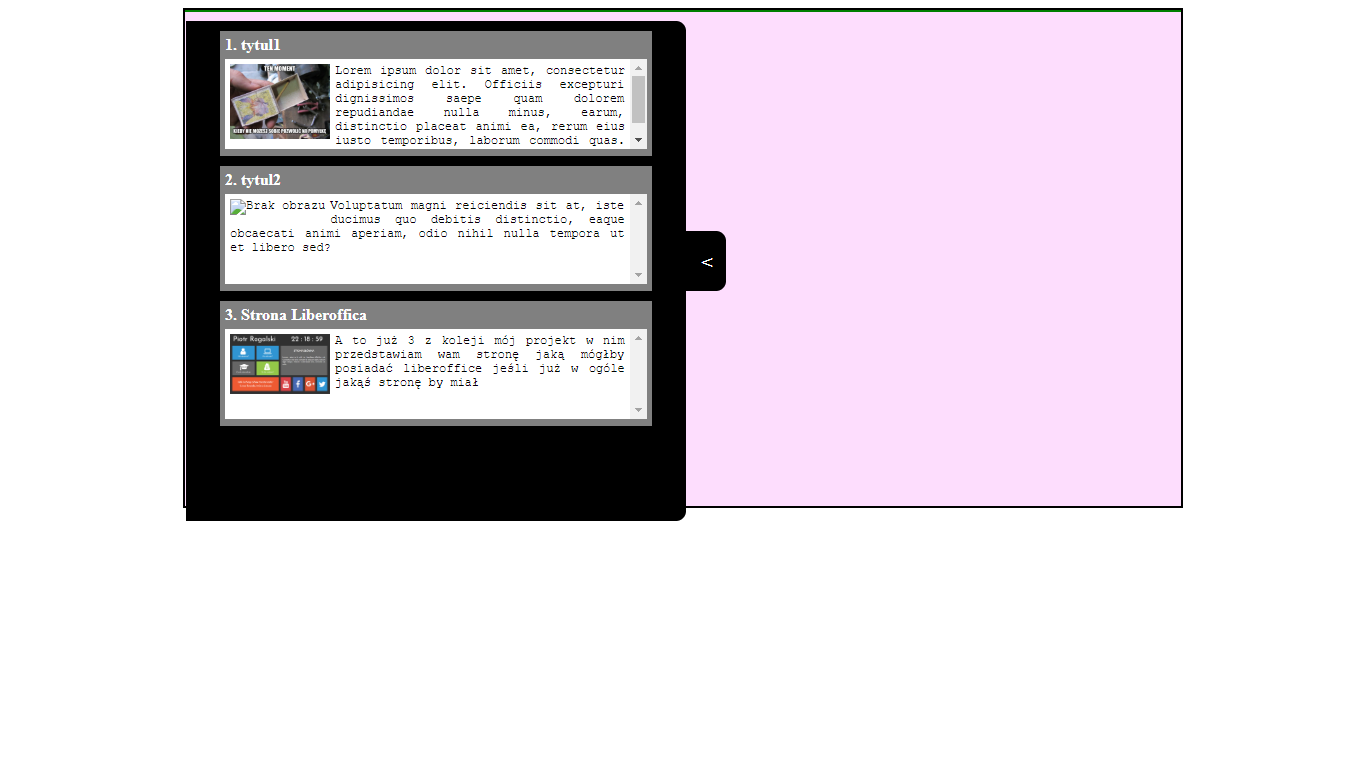 1. tytul1
TEN MOMENT
KIEDY NIE MOŻESZ SOBIE POZWOLIĆ NA POMYŁKĘ
Lorem ipsum dolor sit amet, consectetur
adipisicing elit. Officiis excepturi
dignissimos saepe quam dolorem
repudiandae nulla minus, earum,
distinctio placeat animi ea, rerum eius
iusto temporibus, laborum commodi quas.
2. tytul2
Brak obrazu Voluptatum magni reiciendis sit at, iste
ducimus quo debitis distinctio, eaque
obcaecati animi aperiam, odio nihil nulla tempora ut
et libero sed?
<
3. Strona Liberoffica
Piotr Rogalski 22 : 18 : 39
A to już 3 z koleji mój projekt w nim
przedstawiam wam stronę jaką mógłby
posiadać liberoffice jeśli już w ogóle
jakąś stronę by miał